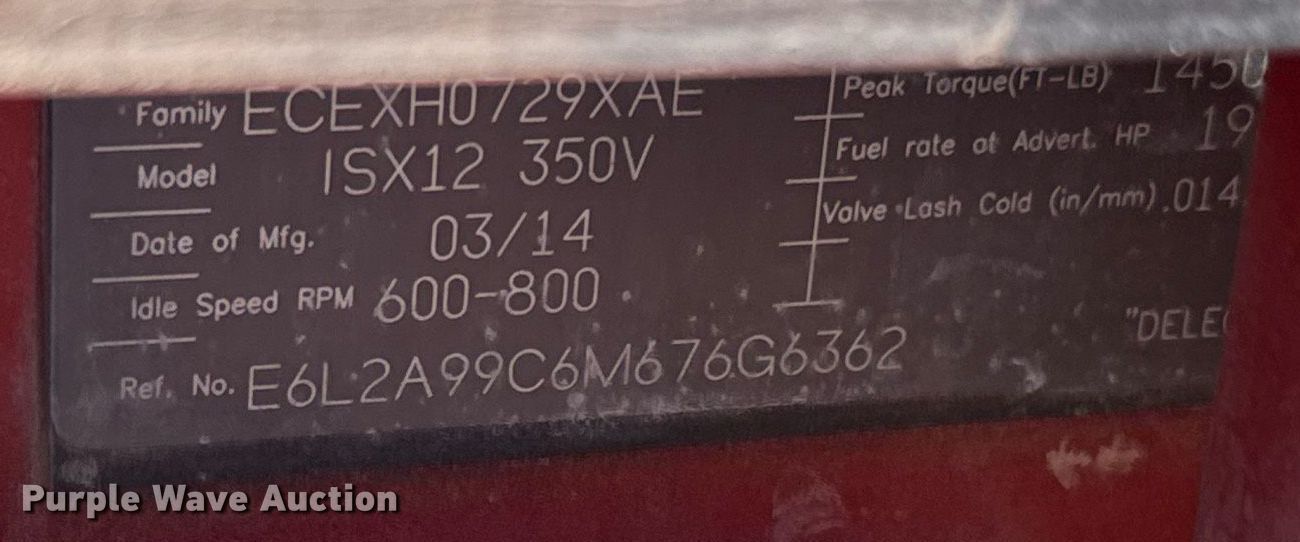 Family ECEXH0729XAE
Model ISX12 350V
Date of Mfg. 03/14
Idle Speed RPM 600-800
Ref. No. E6L2A99C6M676G6362
Peak Torque(FT-LB) 1450
Fuel rate at Advert. HP 19
Valve Lash Cold (in/mm) .014
"DELE
Purple Wave Auction